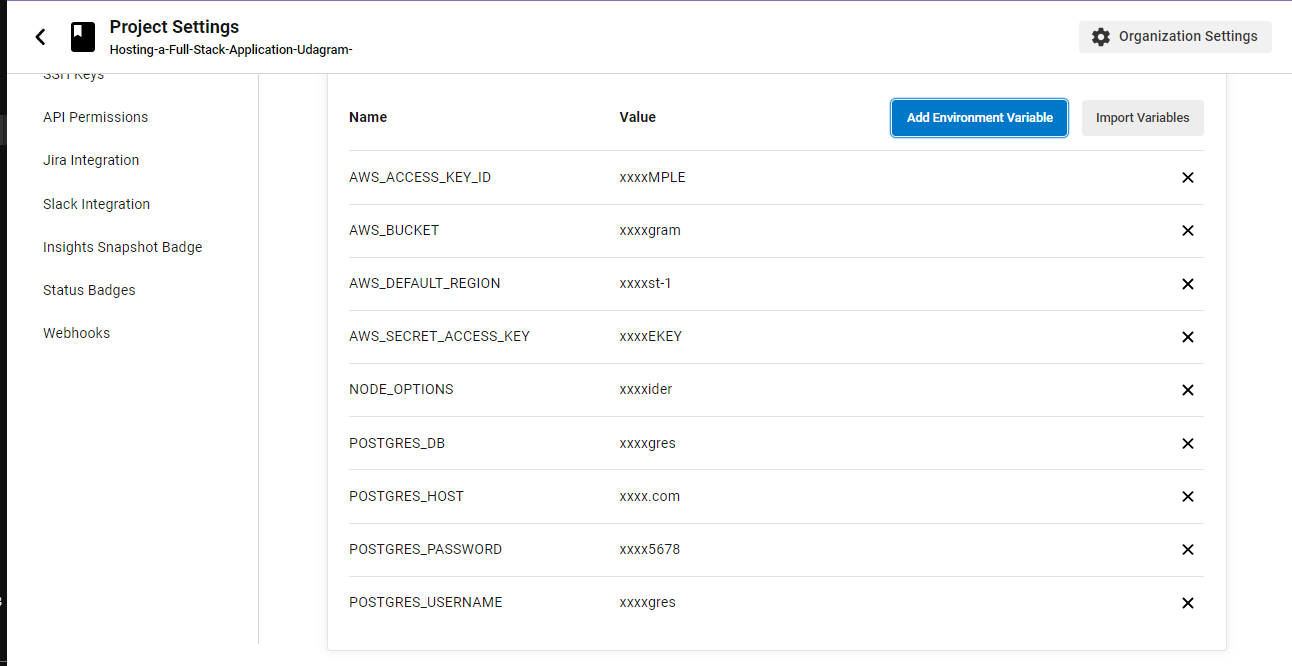 Project Settings
Hosting-a-Full-Stack-Application-Udagram-
Organization Settings
SSH Keys
API Permissions
Jira Integration
Slack Integration
Insights Snapshot Badge
Status Badges
Webhooks
Name Value Add Environment Variable Import Variables
AWS_ACCESS_KEY_ID xxxxMPLE
AWS_BUCKET xxxxgram
AWS_DEFAULT_REGION xxxxst-1
AWS_SECRET_ACCESS_KEY xxxxEKEY
NODE_OPTIONS xxxxider
POSTGRES_DB xxxxgres
POSTGRES_HOST xxxx.com
POSTGRES_PASSWORD xxxx5678
POSTGRES_USERNAME xxxxgres